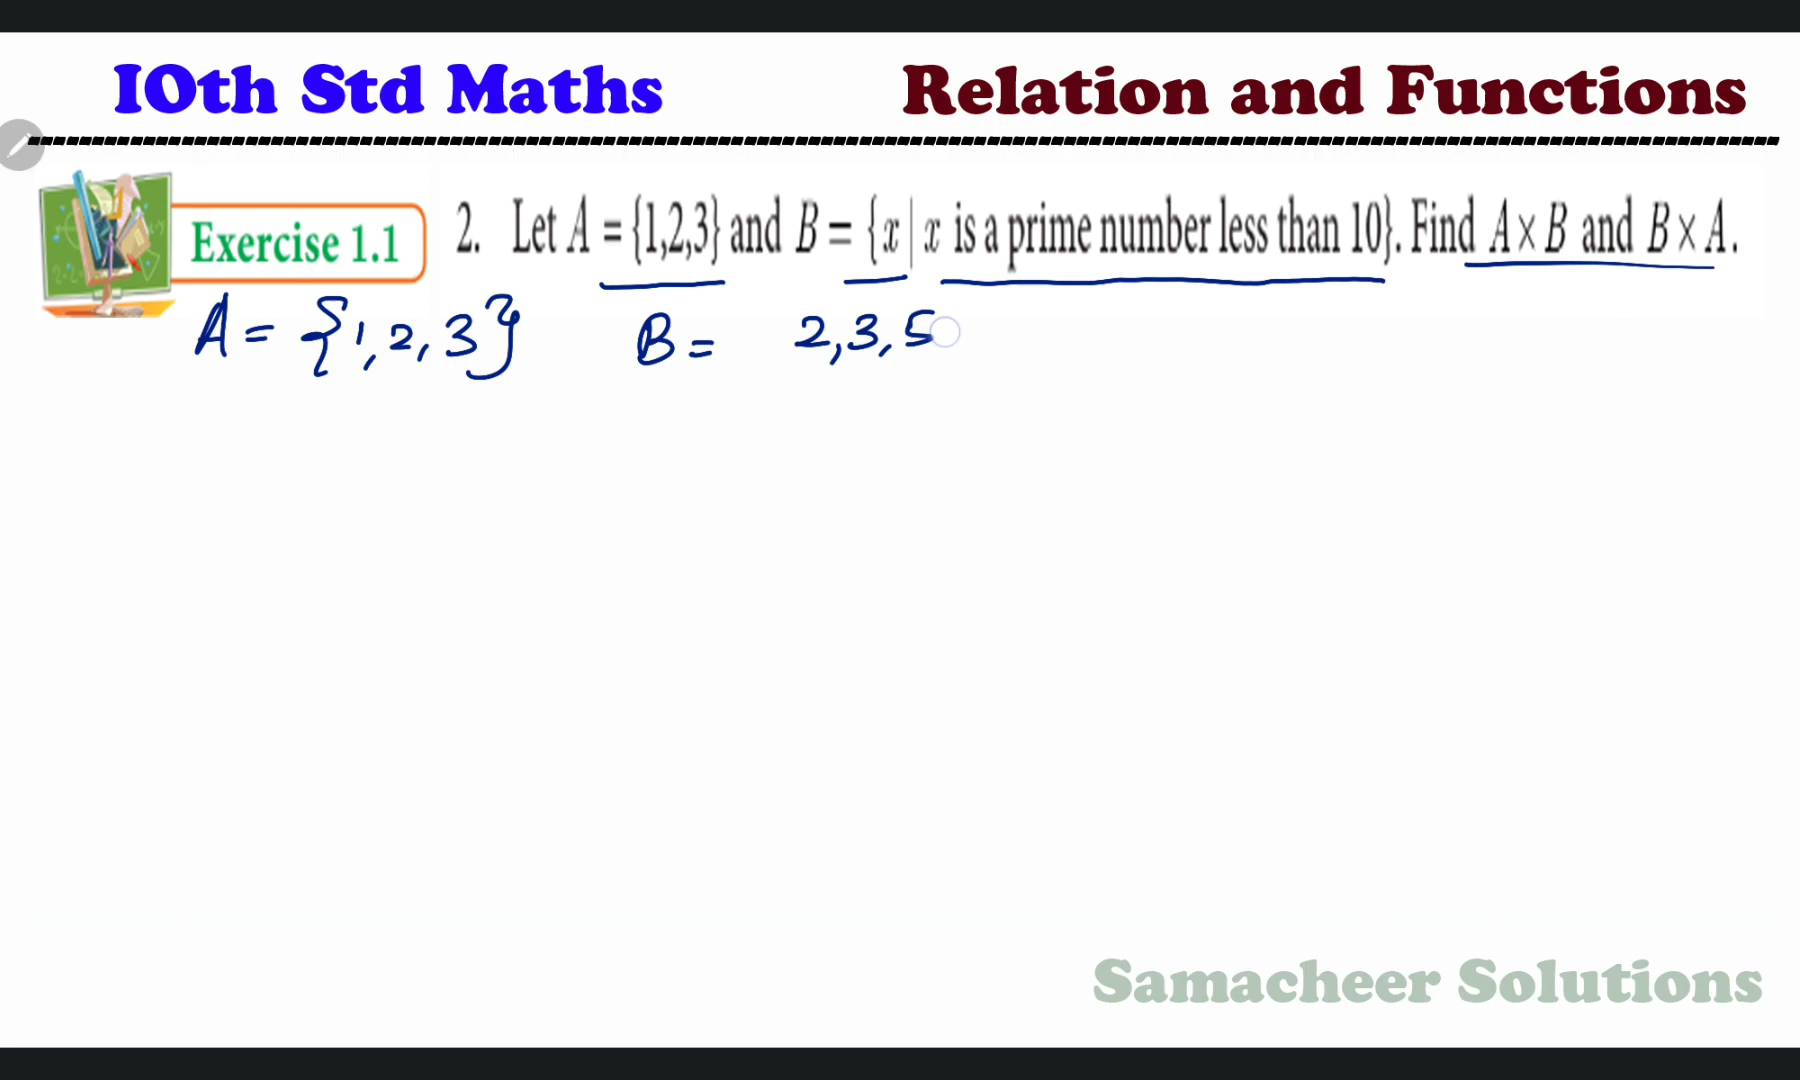 10th Std Maths Relation and Functions
Exercise 1.1 2. Let A = {1,2,3} and B = {x | x is a prime number less than 10}. Find A × B and B × A.
A = {1, 2, 3} B = 2, 3, 5
Samacheer Solutions